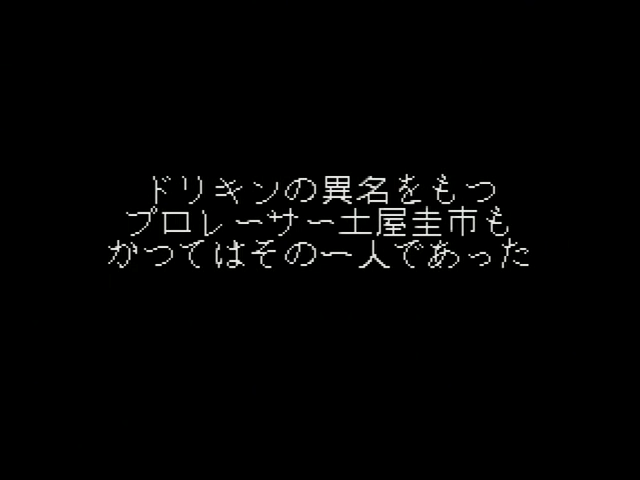 ドリキンの異名をもつ
プロレーサー土屋圭市も
かつてはその一人であった